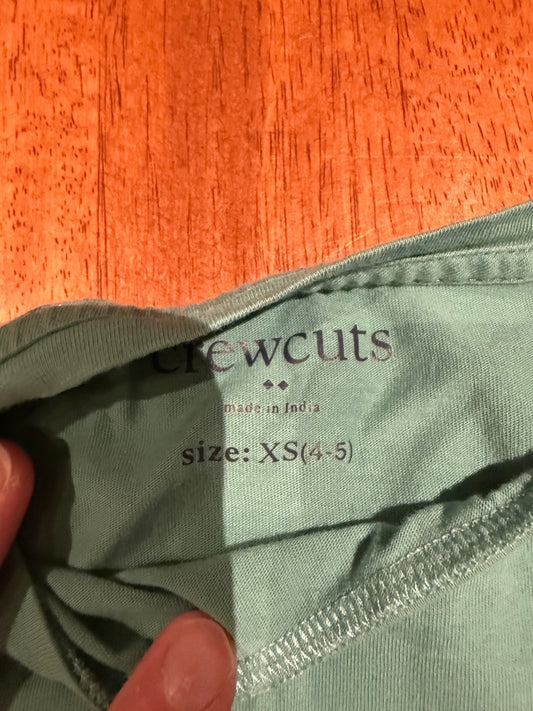 crewcuts
made in India
size: XS(4-5)